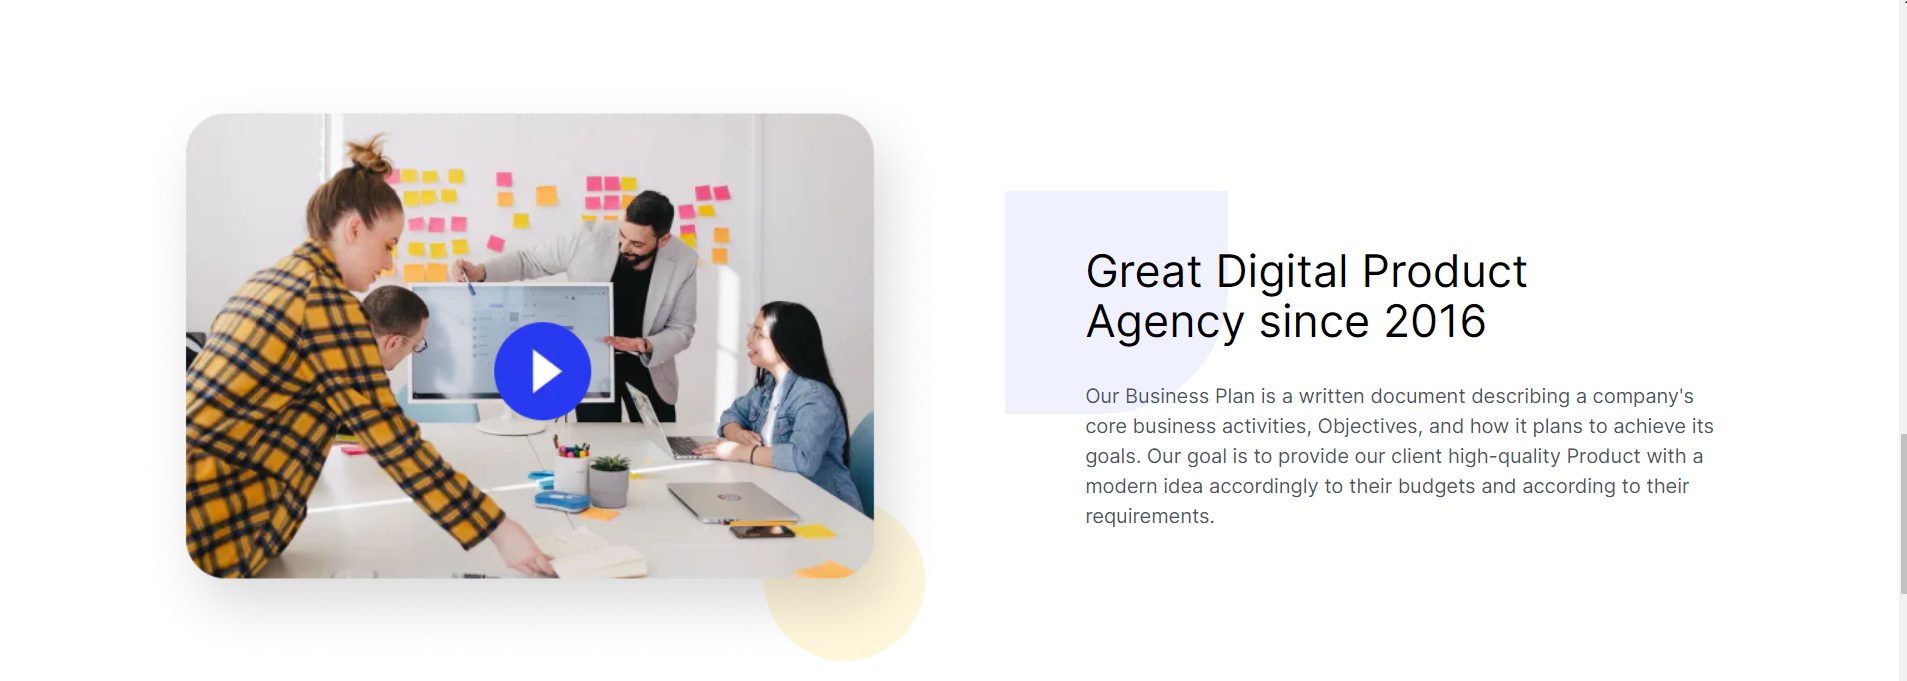 Great Digital Product
Agency since 2016
Our Business Plan is a written document describing a company's
core business activities, Objectives, and how it plans to achieve its
goals. Our goal is to provide our client high-quality Product with a
modern idea accordingly to their budgets and according to their
requirements.